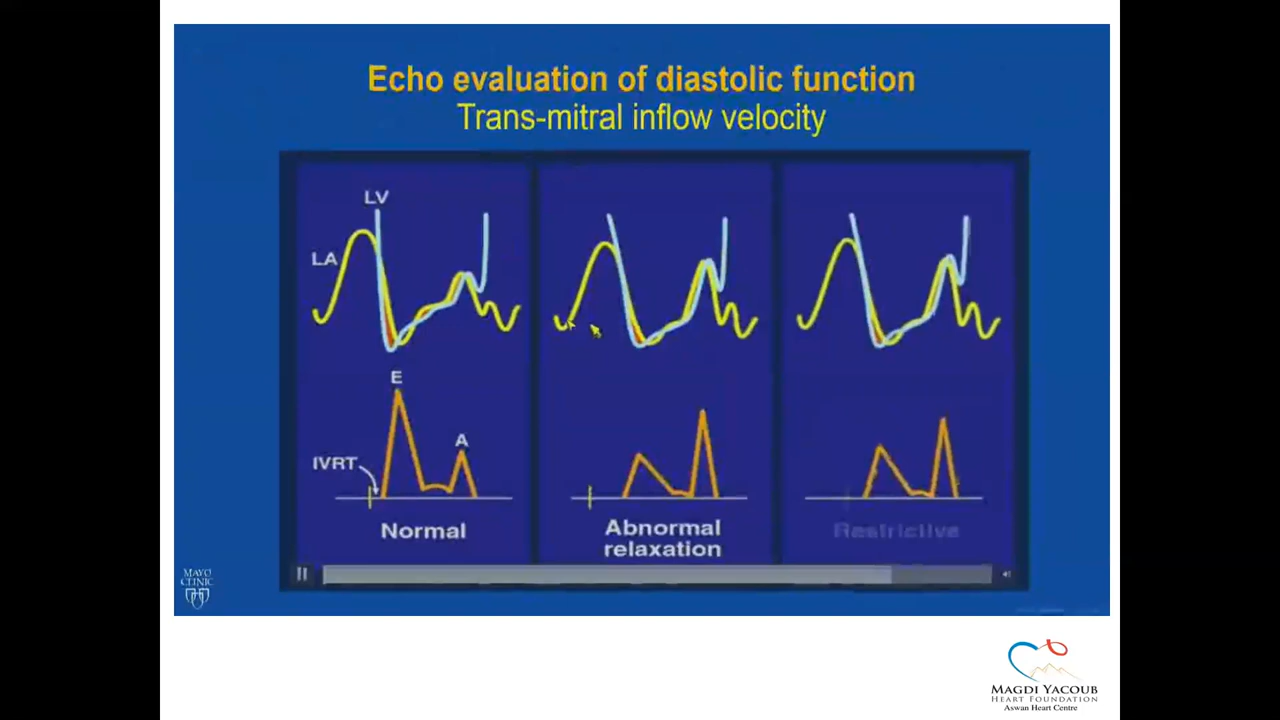 Echo evaluation of diastolic function
Trans-mitral inflow velocity
LV
LA
E
A
IVRT
Normal
Abnormal
relaxation
Restrictive
MAYO
CLINIC
MAGDI YACOUB
HEART FOUNDATION
Aswan Heart Centre